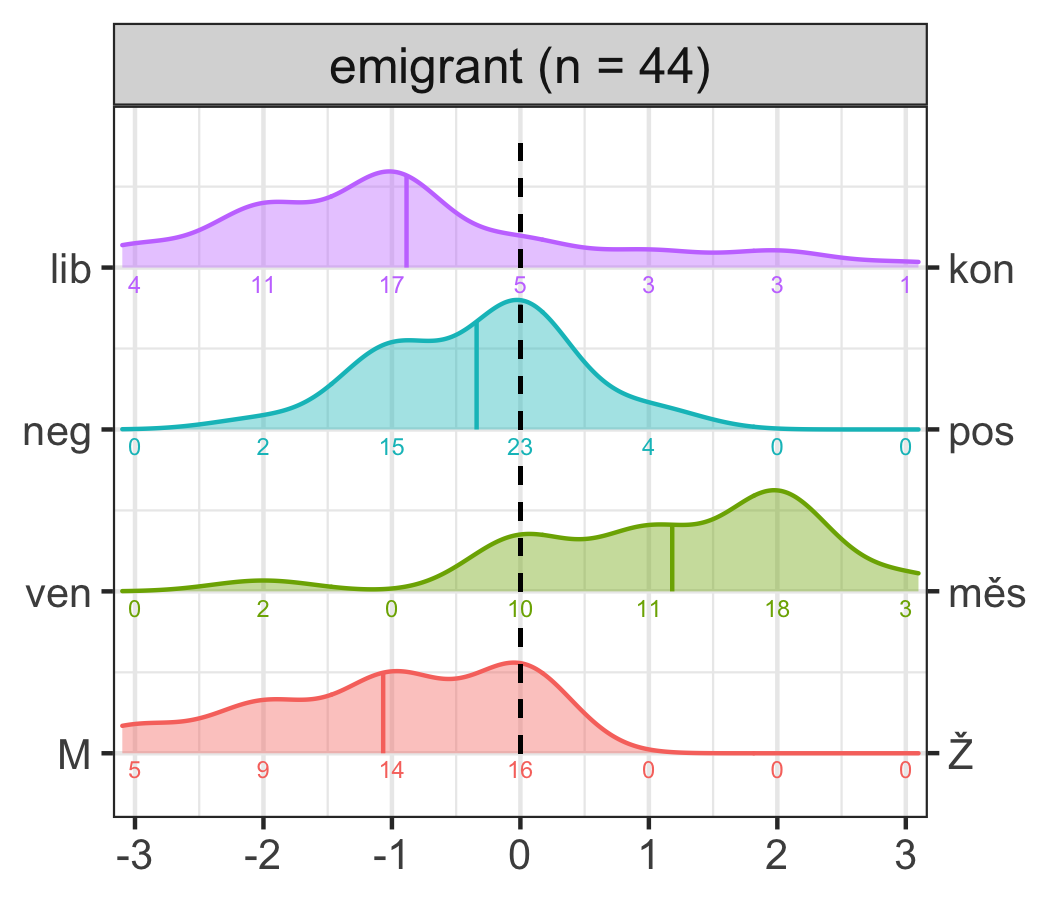 emigrant (n = 44)
lib kon
4 11 17 5 3 3 1
neg pos
0 2 15 23 4 0 0
ven měs
0 2 0 10 11 18 3
M Ž
5 9 14 16 0 0 0
-3 -2 -1 0 1 2 3